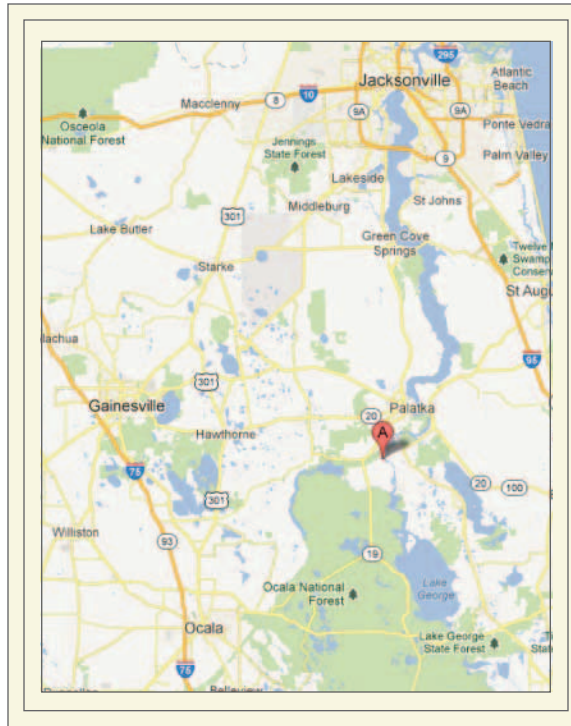 295
Jacksonville
Atlantic
Beach
10
8
Macclenny
9A
9A
Osceola
National Forest
Ponte Vedra
Jennings
State Forest
9
Palm Valley
Lakeside
St Johns
Middleburg
301
Lake Butler
Green Cove
Springs
Twelve
Swamp
Conserv
Starke
St Aug
95
lachua
301
Gainesville
20
Palatka
Hawthorne
A
75
20
100
301
Williston
93
19
Ocala National
Forest
Lake
George
Ocala
Lake George
State Forest
75